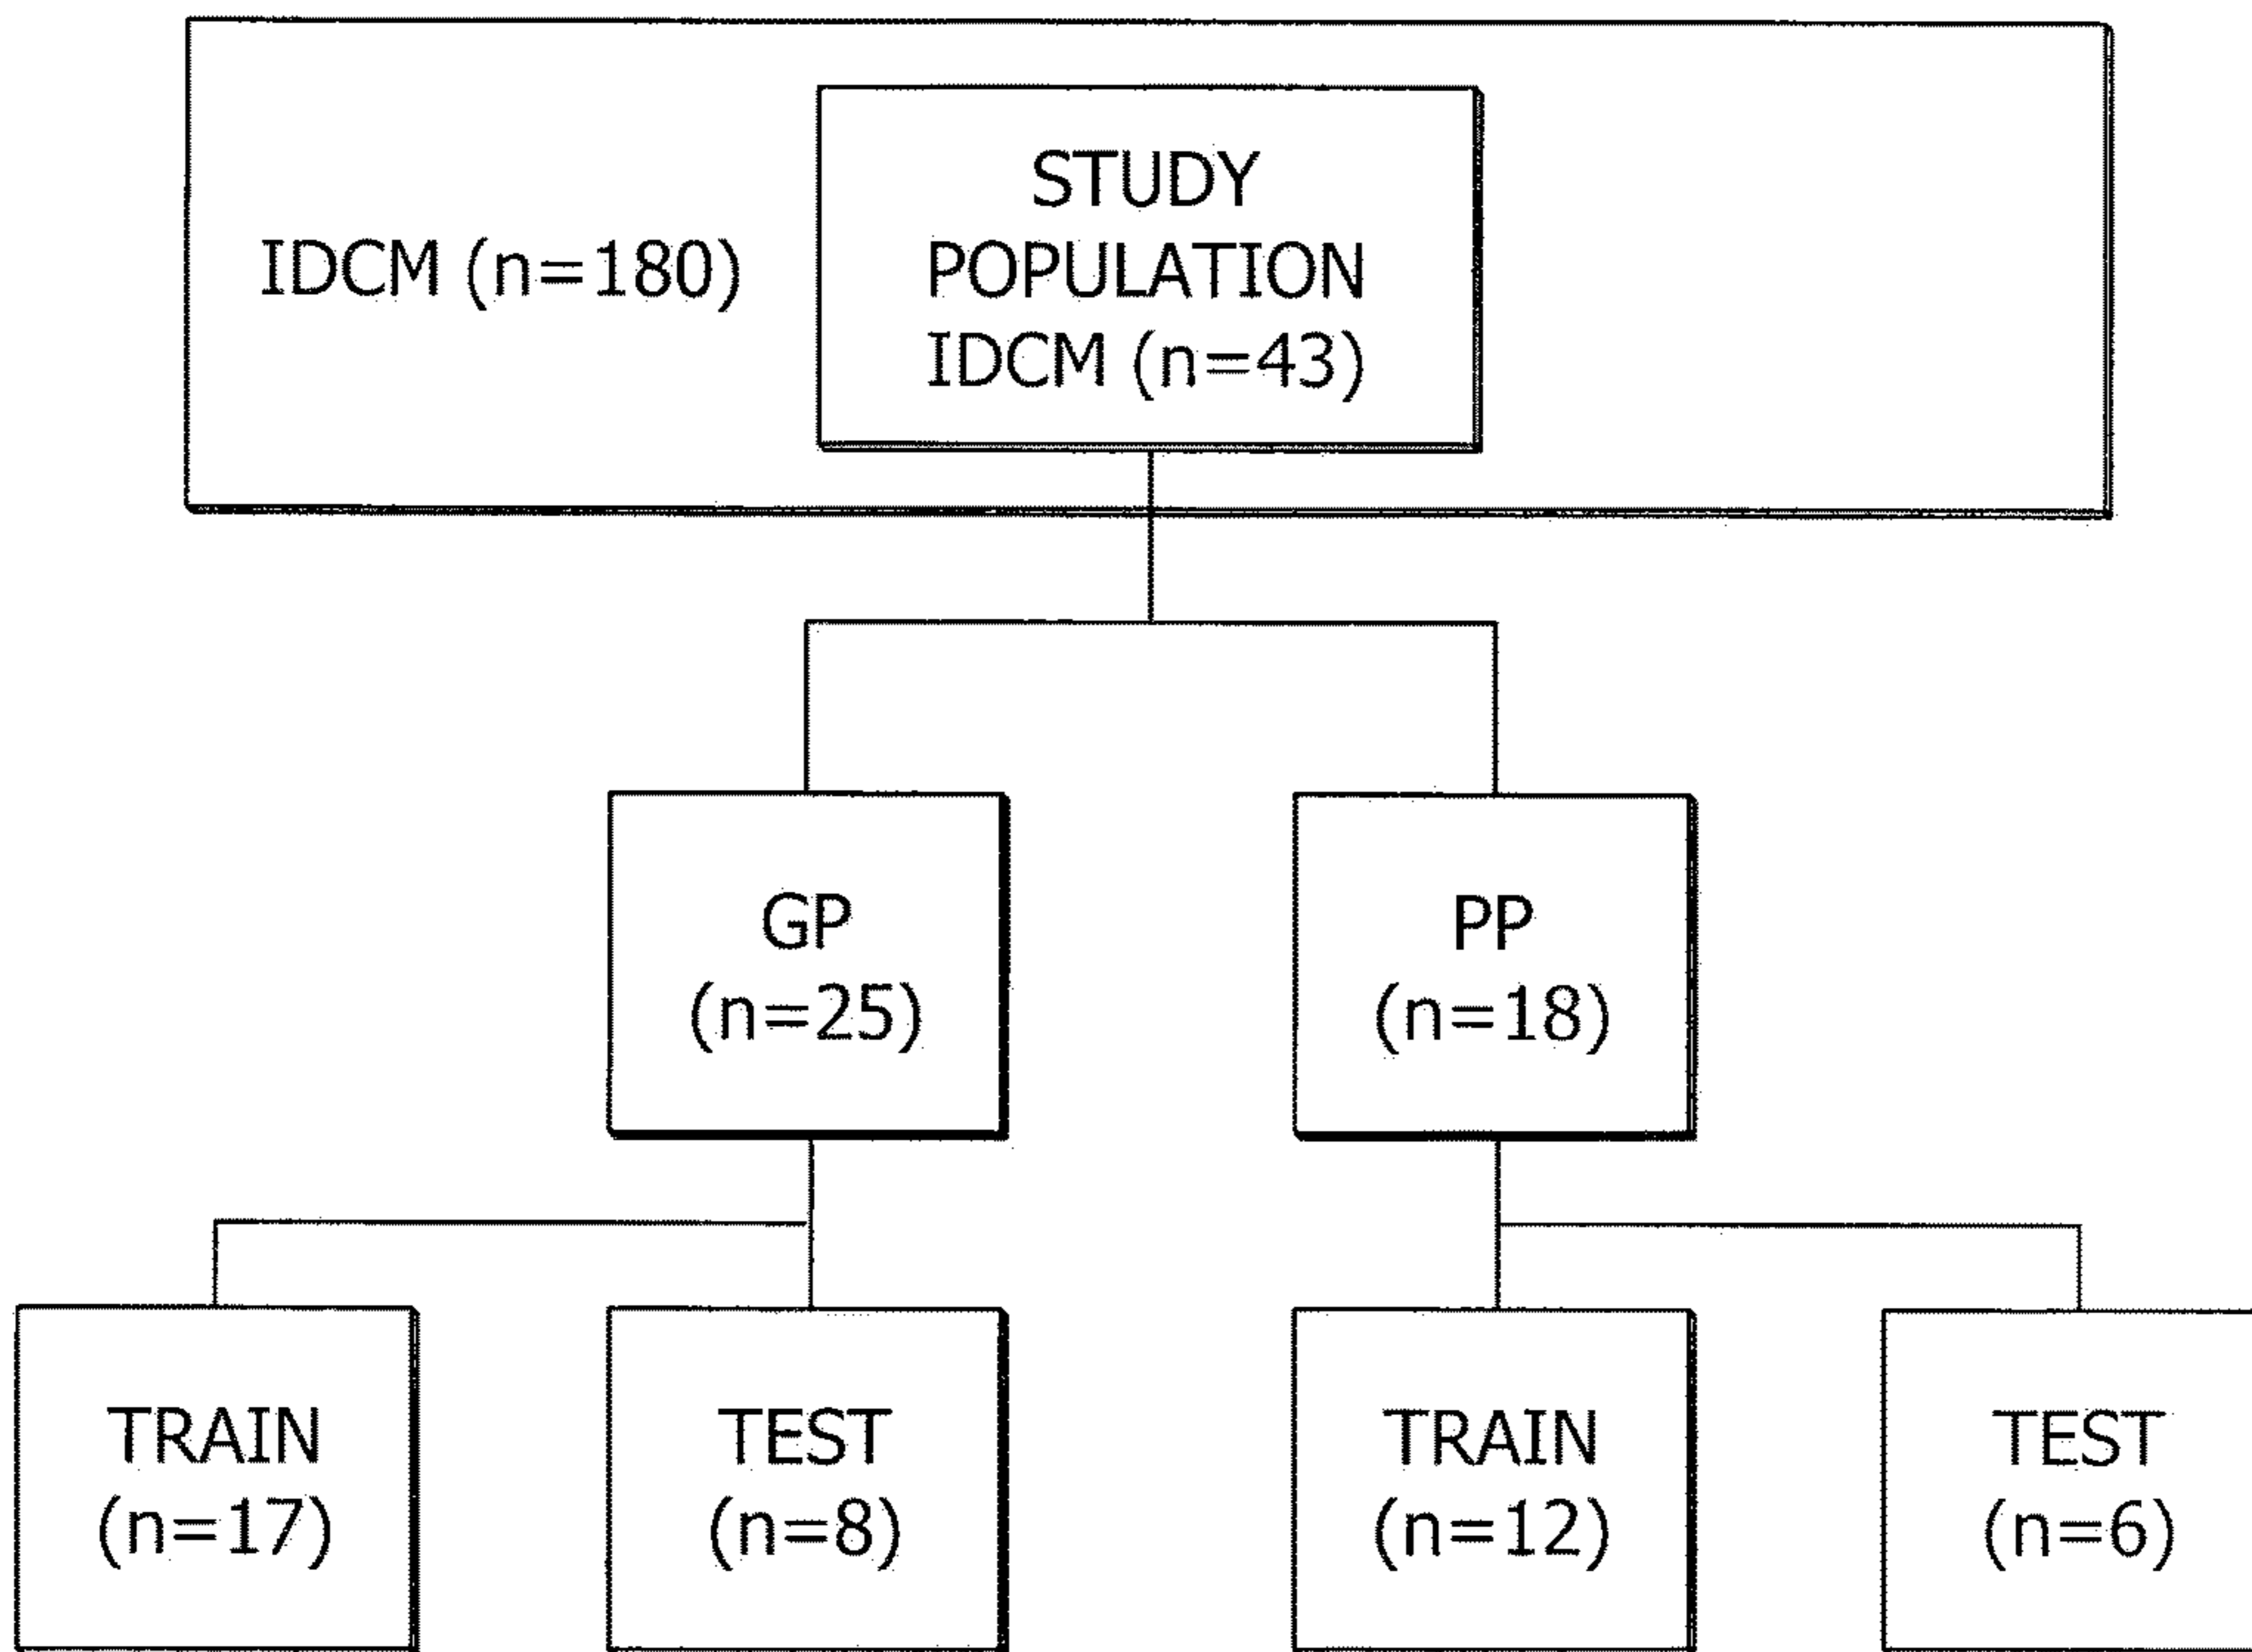 IDCM (n=180)
STUDY
POPULATION
IDCM (n=43)
GP
(n=25)
PP
(n=18)
TRAIN
(n=17)
TEST
(n=8)
TRAIN
(n=12)
TEST
(n=6)